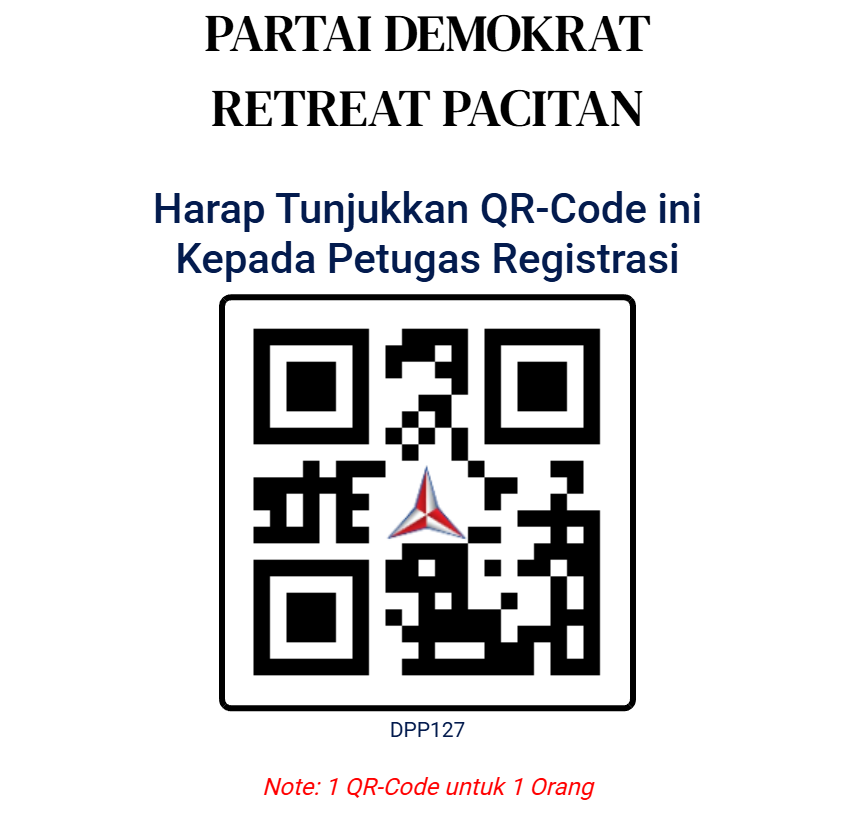 PARTAI DEMOKRAT
RETREAT PACITAN
Harap Tunjukkan QR-Code ini
Kepada Petugas Registrasi
DPP127
Note: 1 QR-Code untuk 1 Orang